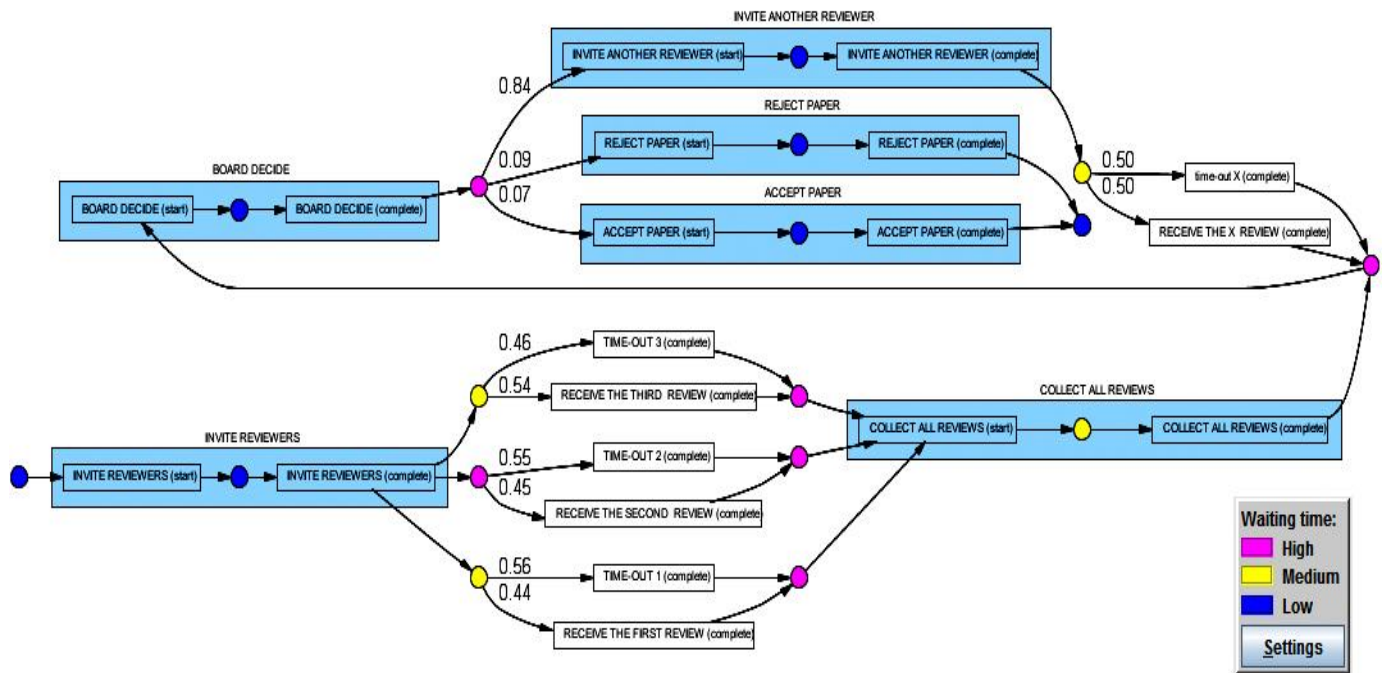 INVITE ANOTHER REVIEWER
INVITE ANOTHER REVIEWER (start)
INVITE ANOTHER REVIEWER (complete)
0.84
REJECT PAPER
REJECT PAPER (start)
REJECT PAPER (complete)
0.09
0.50
BOARD DECIDE
time-out X (complete)
0.50
0.07
ACCEPT PAPER
BOARD DECIDE (start)
BOARD DECIDE (complete)
ACCEPT PAPER (start)
ACCEPT PAPER (complete)
RECEIVE THE X REVIEW (complete)
0.46
TIME-OUT 3 (complete)
0.54
RECEIVE THE THIRD REVIEW (complete)
COLLECT ALL REVIEWS
COLLECT ALL REVIEWS (start)
COLLECT ALL REVIEWS (complete)
INVITE REVIEWERS
INVITE REVIEWERS (start)
INVITE REVIEWERS (complete)
0.55
TIME-OUT 2 (complete)
0.45
RECEIVE THE SECOND REVIEW (complete)
0.56
TIME-OUT 1 (complete)
0.44
RECEIVE THE FIRST REVIEW (complete)
Waiting time:
High
Medium
Low
Settings